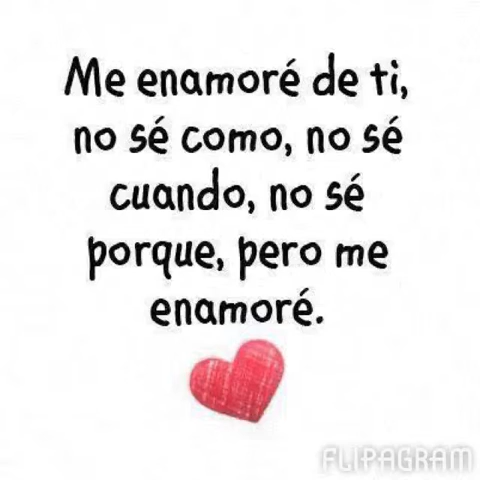 Me enamoré de ti,
no sé como, no sé
cuando, no sé
porque, pero me
enamoré.
FLIPAGRAM